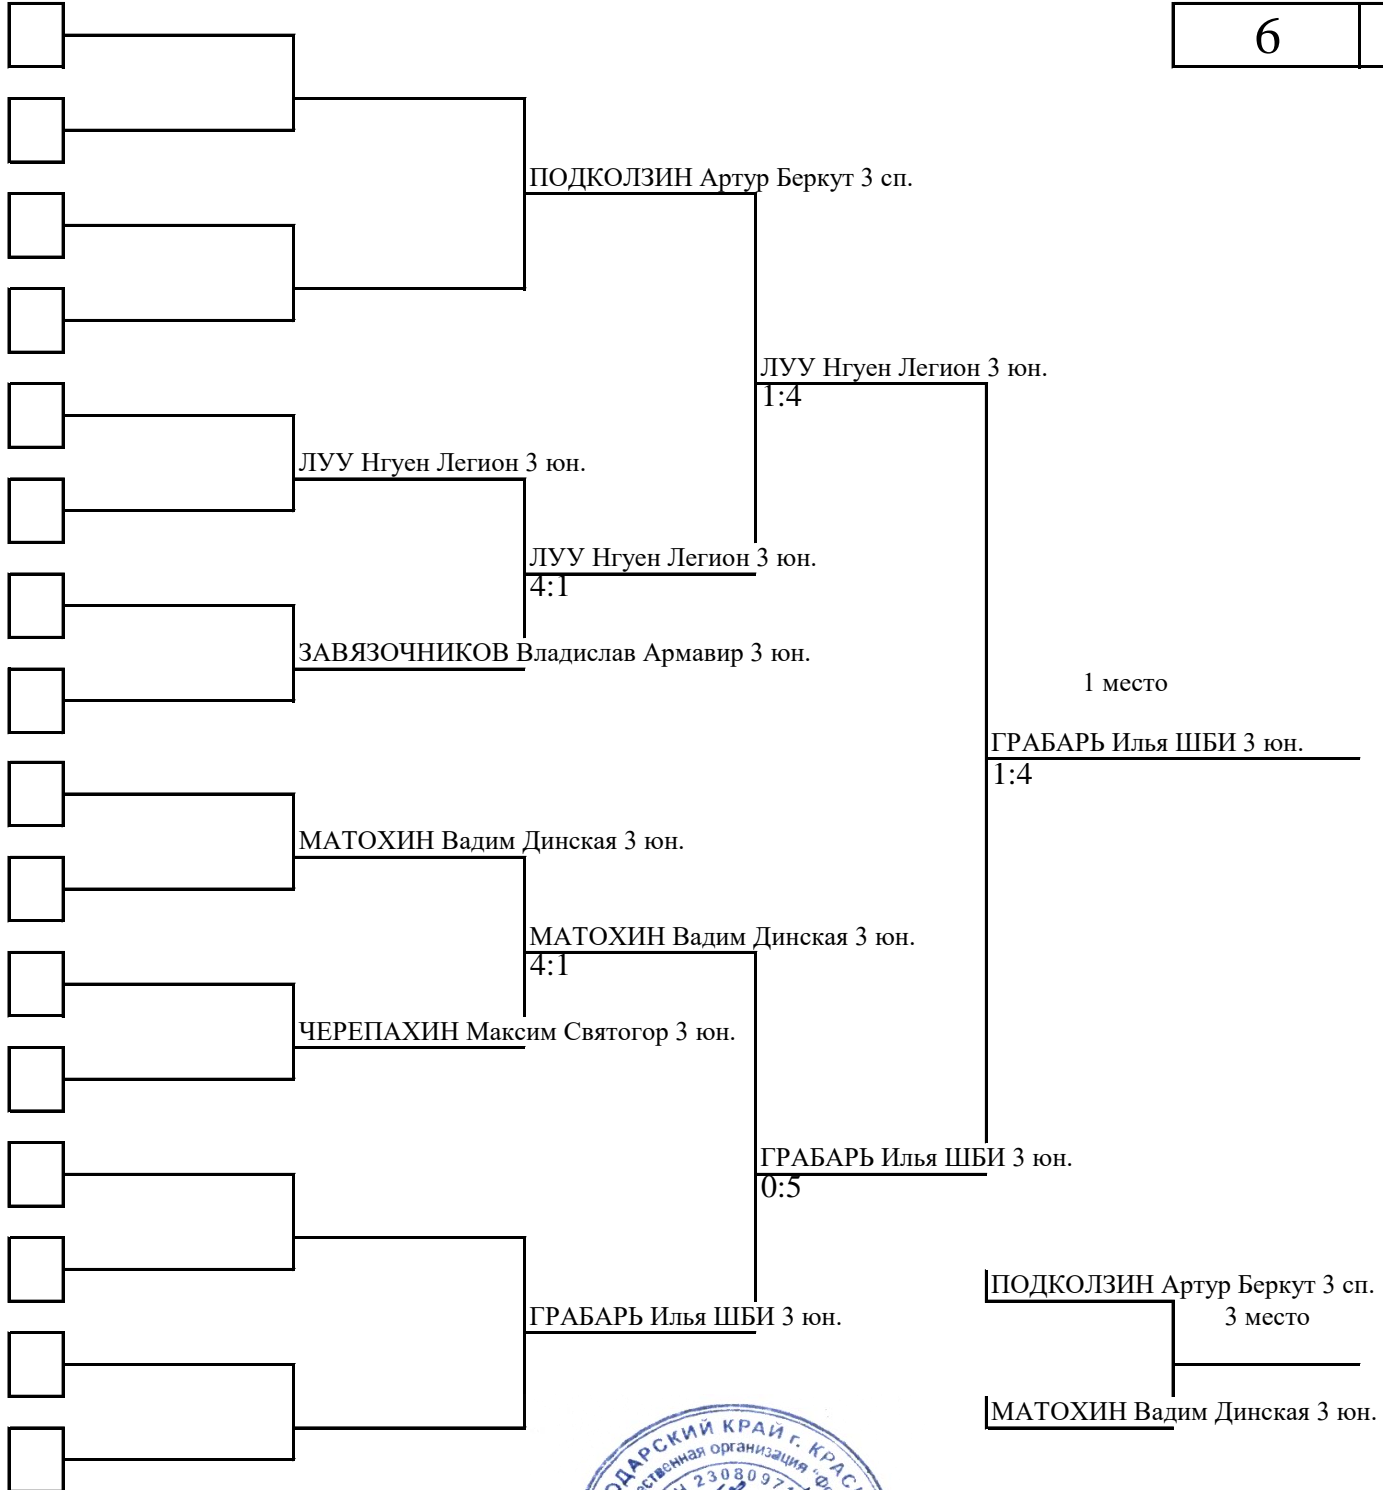 6
ПОДКОЛЗИН Артур Беркут 3 сп.
ЛУУ Нгуен Легион 3 юн.
1:4
ЛУУ Нгуен Легион 3 юн.
ЛУУ Нгуен Легион 3 юн.
4:1
ЗАВЯЗОЧНИКОВ Владислав Армавир 3 юн.
1 место
ГРАБАРЬ Илья ШБИ 3 юн.
1:4
МАТОХИН Вадим Динская 3 юн.
МАТОХИН Вадим Динская 3 юн.
4:1
ЧЕРЕПАХИН Максим Святогор 3 юн.
ГРАБАРЬ Илья ШБИ 3 юн.
0:5
ПОДКОЛЗИН Артур Беркут 3 сп.
3 место
ГРАБАРЬ Илья ШБИ 3 юн.
МАТОХИН Вадим Динская 3 юн.
КРАЙ г.
организация